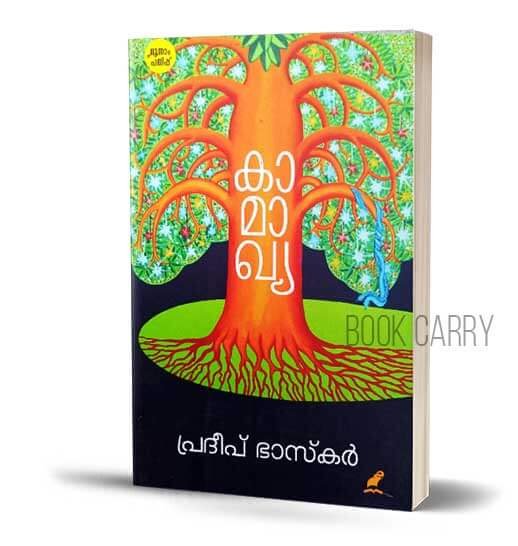 മൂന്നാം
പതിപ്പ്
കാ
മാ
ഖ്യ
BOOK CARRY
പ്രദീപ് ഭാസ്കർ